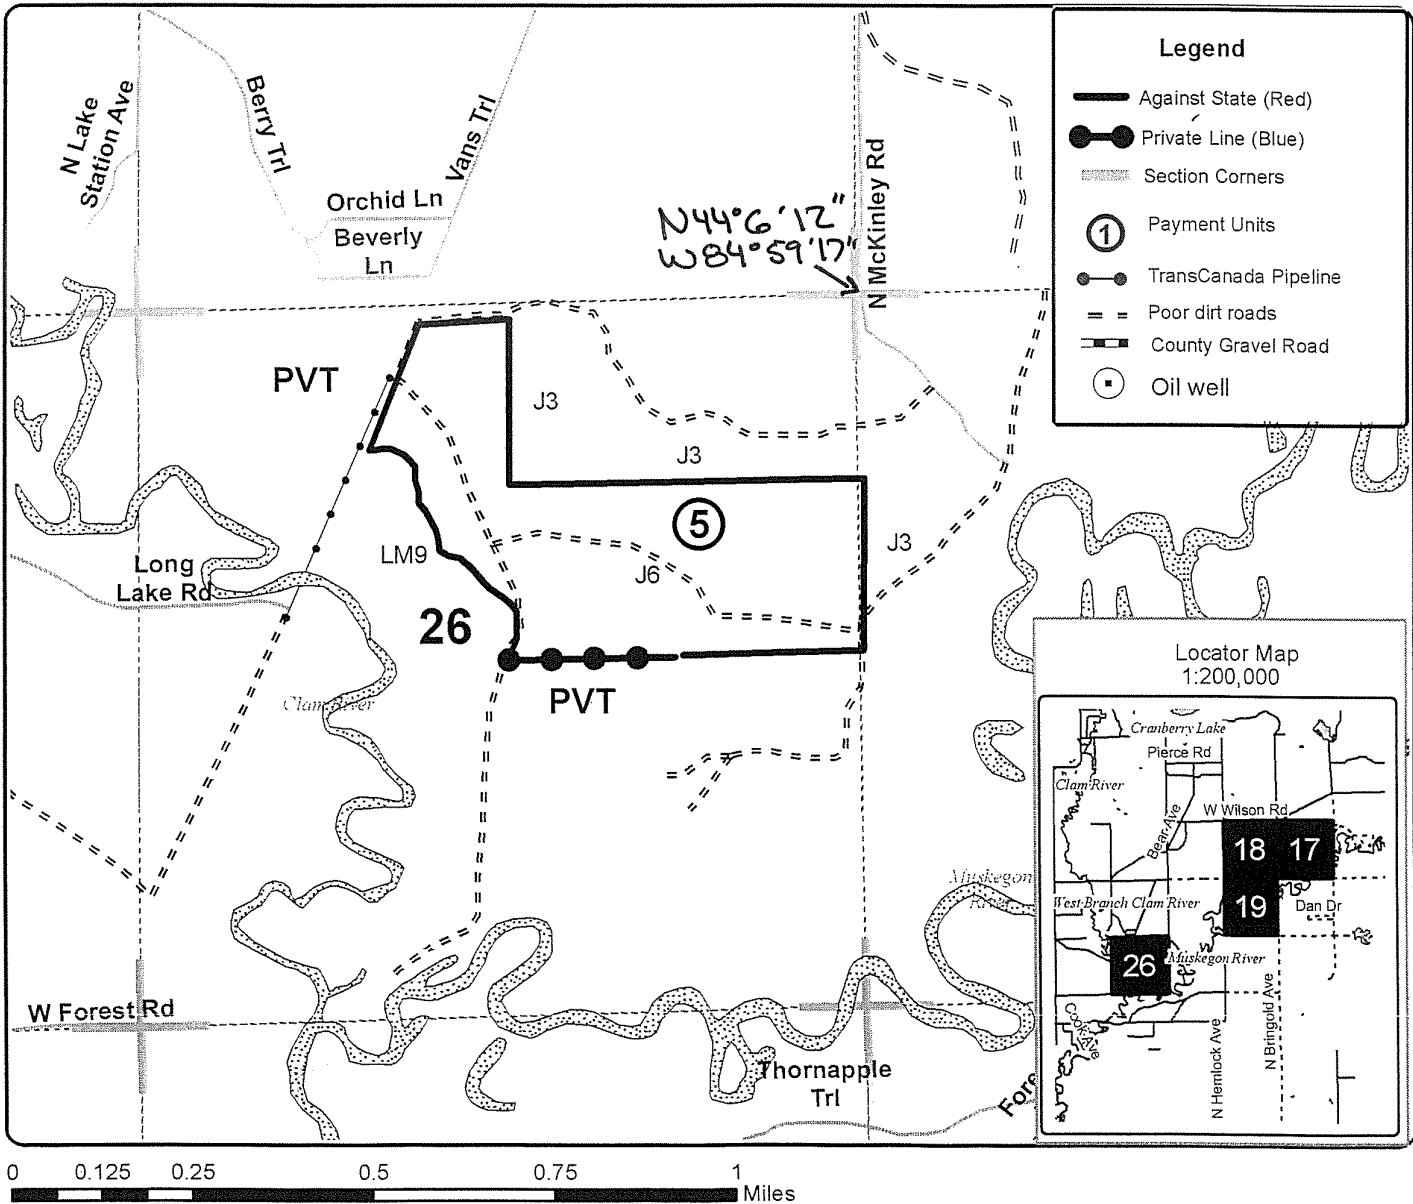 N Lake
Station Ave
Berry Trl
Vans Trl
Orchid Ln
Beverly
Ln
N44°6'12"
W84°59'17"
N McKinley Rd
Legend
Against State (Red)
Private Line (Blue)
Section Corners
1
Payment Units
TransCanada Pipeline
Poor dirt roads
County Gravel Road
Oil well
PVT
J3
J3
5
J3
LM9
J6
Long
Lake Rd
26
PVT
Clam River
Muskegon
River
W Forest Rd
Thornapple
Trl
Fore
Locator Map
1:200,000
Cranberry Lake
Pierce Rd
Clam River
W Wilson Rd
Bear Ave
18
17
West Branch Clam River
19
Dan Dr
26
Muskegon River
Cook Ave
N Hemlock Ave
N Bringold Ave
0 0.125 0.25 0.5 0.75 1
Miles